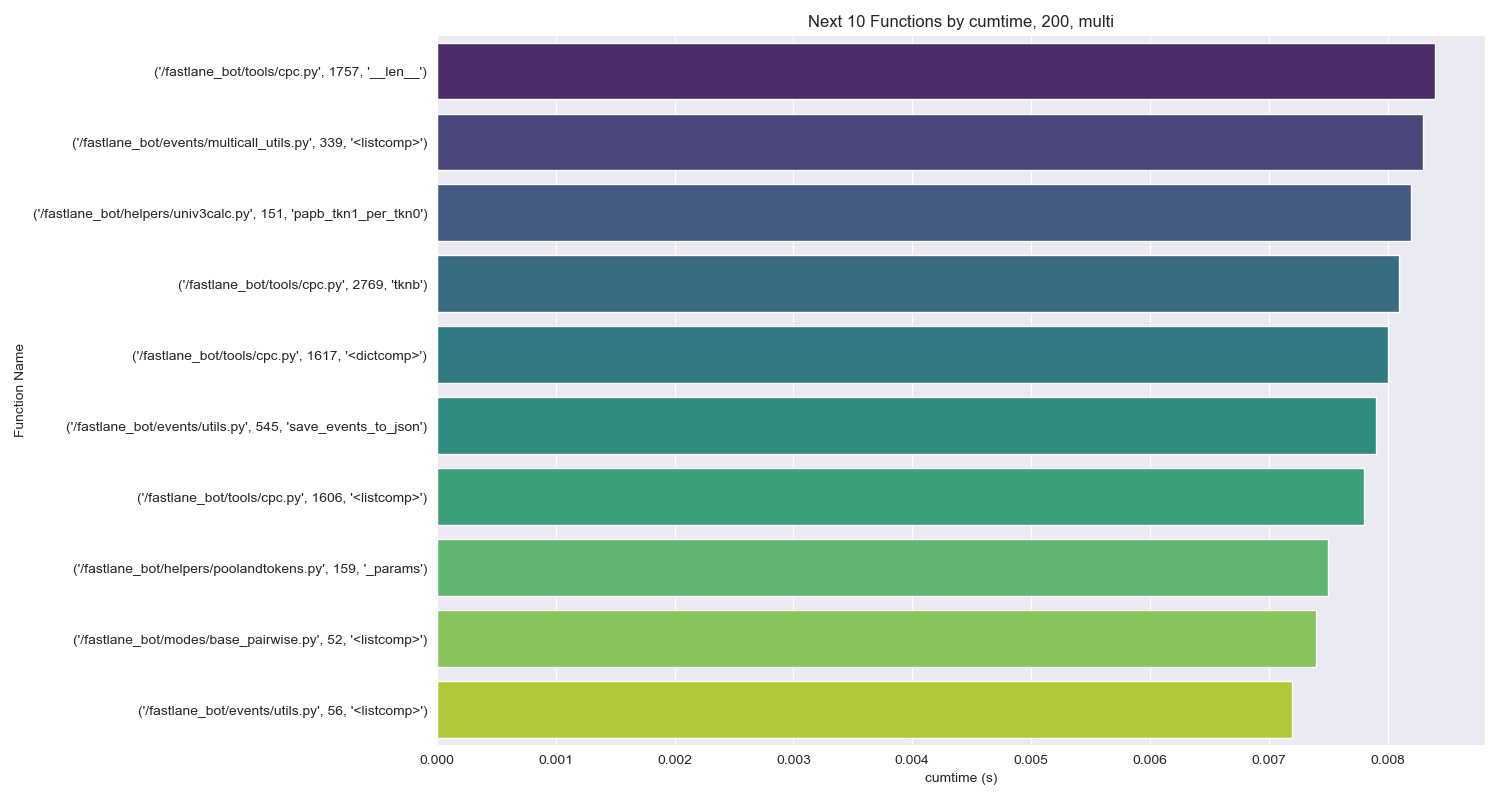 Next 10 Functions by cumtime, 200, multi
('/fastlane_bot/tools/cpc.py', 1757, '__len__')
('/fastlane_bot/events/multicall_utils.py', 339, '<listcomp>')
('/fastlane_bot/helpers/univ3calc.py', 151, 'papb_tkn1_per_tkn0')
('/fastlane_bot/tools/cpc.py', 2769, 'tknb')
('/fastlane_bot/tools/cpc.py', 1617, '<dictcomp>')
('/fastlane_bot/events/utils.py', 545, 'save_events_to_json')
('/fastlane_bot/tools/cpc.py', 1606, '<listcomp>')
('/fastlane_bot/helpers/poolandtokens.py', 159, '_params')
('/fastlane_bot/modes/base_pairwise.py', 52, '<listcomp>')
('/fastlane_bot/events/utils.py', 56, '<listcomp>')
Function Name
0.000 0.001 0.002 0.003 0.004 0.005 0.006 0.007 0.008
cumtime (s)